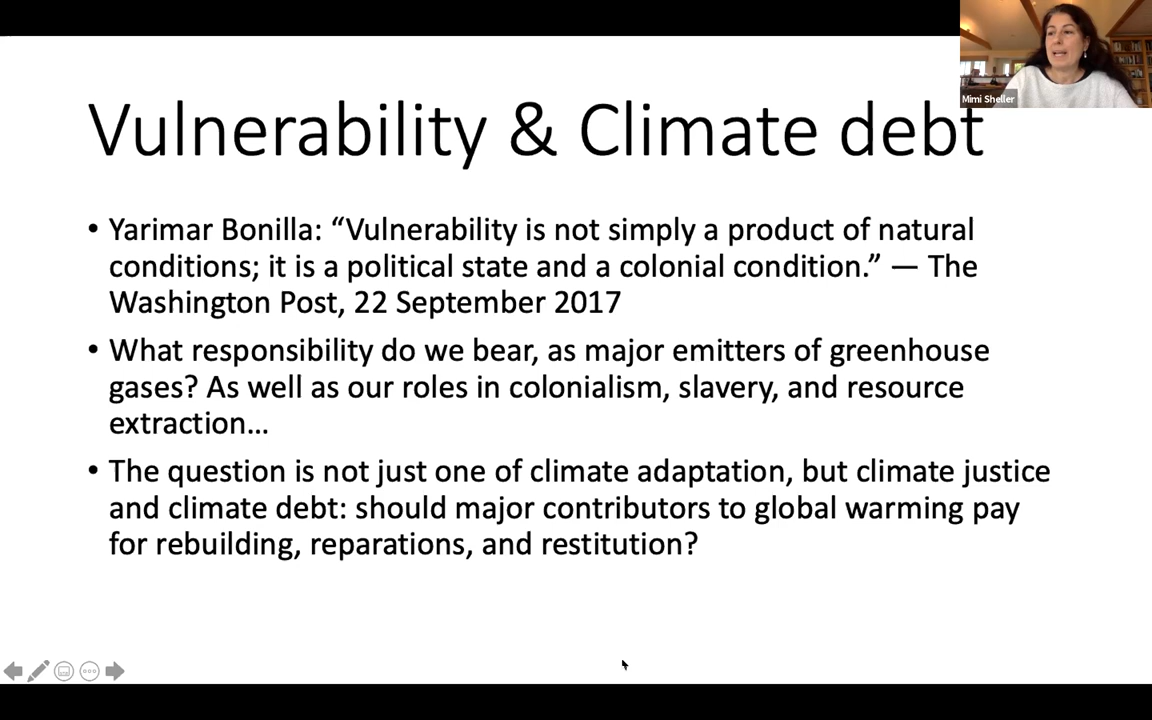 Mimi Sheller
Vulnerability & Climate debt
• Yarimar Bonilla: “Vulnerability is not simply a product of natural
conditions; it is a political state and a colonial condition.” — The
Washington Post, 22 September 2017
• What responsibility do we bear, as major emitters of greenhouse
gases? As well as our roles in colonialism, slavery, and resource
extraction…
• The question is not just one of climate adaptation, but climate justice
and climate debt: should major contributors to global warming pay
for rebuilding, reparations, and restitution?